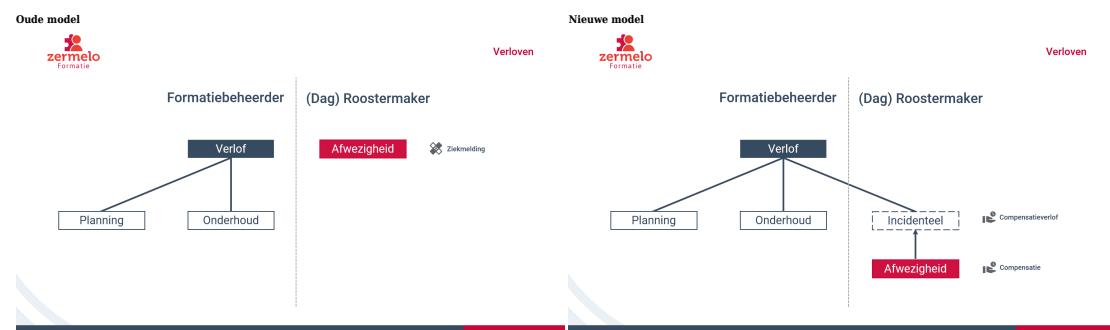 Oude model
zermelo
Formatie
Verloven
Formatiebeheerder
(Dag) Roostermaker
Verlof
Afwezigheid
Ziekmelding
Planning
Onderhoud
Nieuwe model
zermelo
Formatie
Verloven
Formatiebeheerder
(Dag) Roostermaker
Verlof
Planning
Onderhoud
Incidenteel
Compensatieverlof
Afwezigheid
Compensatie